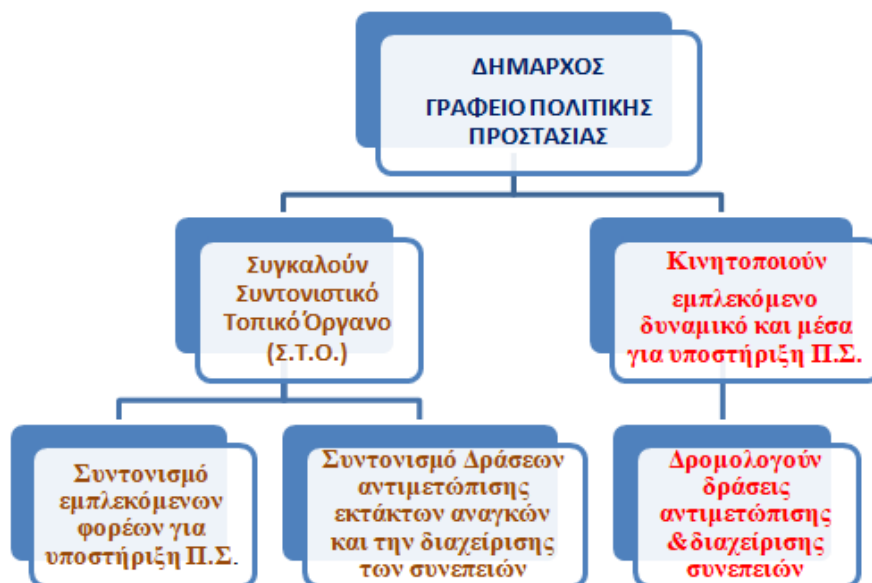 ΔΗΜΑΡΧΟΣ
ΓΡΑΦΕΙΟ ΠΟΛΙΤΙΚΗΣ
ΠΡΟΣΤΑΣΙΑΣ
Συγκαλούν
Συντονιστικό
Τοπικό Όργανο
(Σ.Τ.Ο.)
Κινητοποιούν
εμπλεκόμενο
δυναμικό και μέσα
για υποστήριξη Π.Σ.
Συντονισμό
εμπλεκόμενων
φορέων για
υποστήριξη Π.Σ.
Συντονισμό Δράσεων
αντιμετώπισης
εκτάκτων αναγκών
και την διαχείρισης
των συνεπειών
Δρομολογούν
δράσεις
αντιμετώπισης
&διαχείρισης
συνεπειών